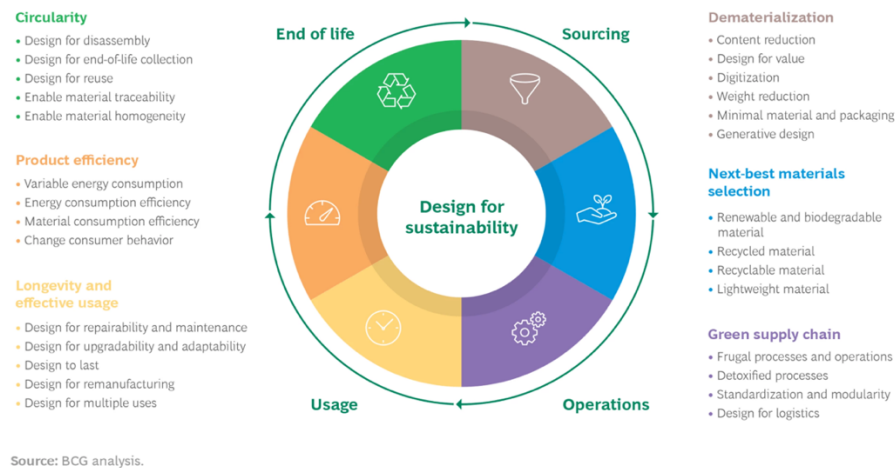 Circularity
• Design for disassembly
• Design for end-of-life collection
• Design for reuse
• Enable material traceability
• Enable material homogeneity
Product efficiency
• Variable energy consumption
• Energy consumption efficiency
• Material consumption efficiency
• Change consumer behavior
Longevity and
effective usage
• Design for repairability and maintenance
• Design for upgradability and adaptability
• Design to last
• Design for remanufacturing
• Design for multiple uses
End of life
Sourcing
Design for
sustainability
Usage
Operations
Dematerialization
• Content reduction
• Design for value
• Digitization
• Weight reduction
• Minimal material and packaging
• Generative design
Next-best materials
selection
• Renewable and biodegradable
material
• Recycled material
• Recyclable material
• Lightweight material
Green supply chain
• Frugal processes and operations
• Detoxified processes
• Standardization and modularity
• Design for logistics
Source: BCG analysis.